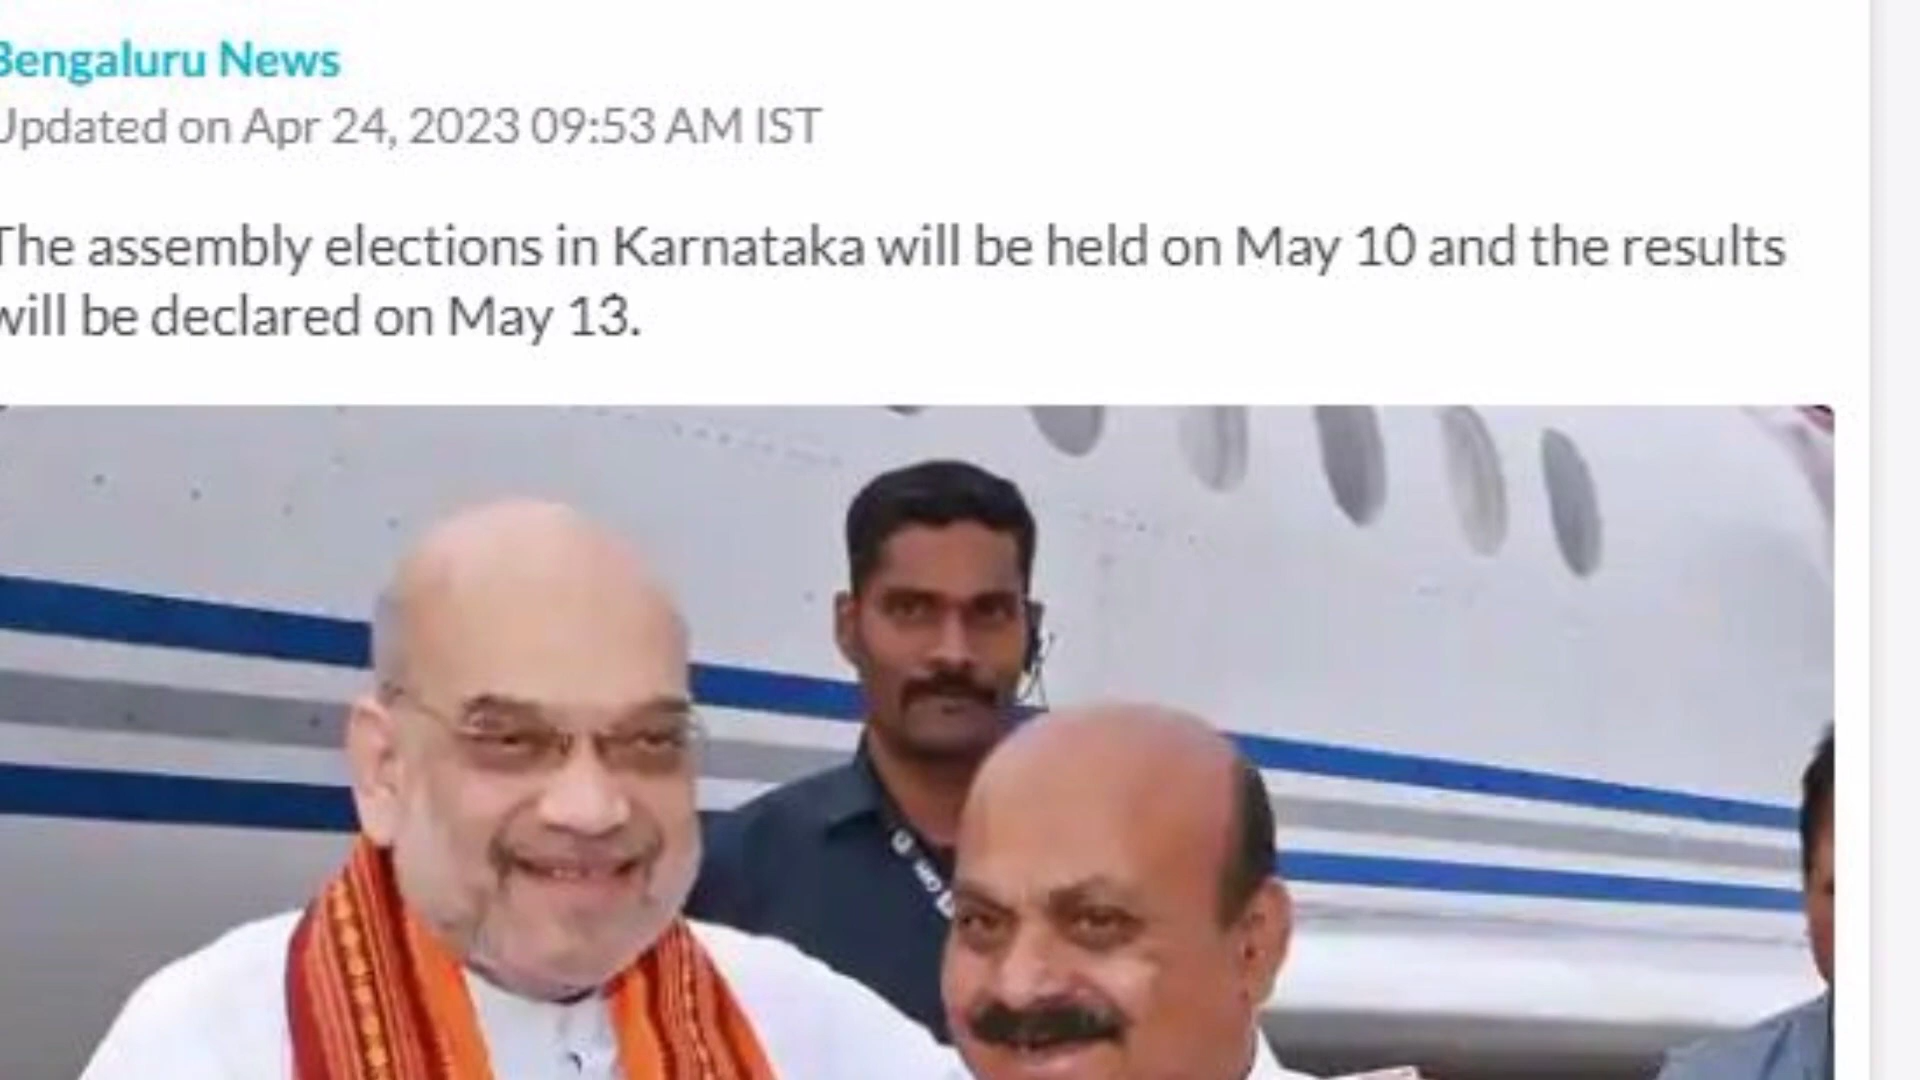 Bengaluru News
Updated on Apr 24, 2023 09:53 AM IST
The assembly elections in Karnataka will be held on May 10 and the results
will be declared on May 13.